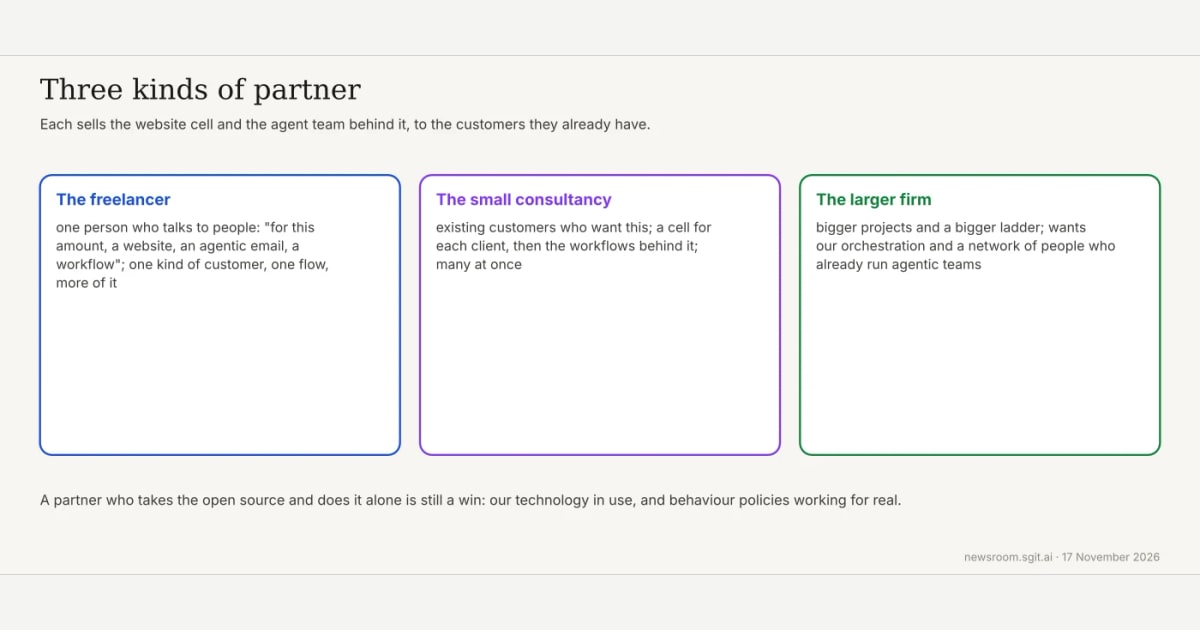 Three kinds of partner
Each sells the website cell and the agent team behind it, to the customers they already have.
The freelancer
one person who talks to people: "for this
amount, a website, an agentic email, a
workflow"; one kind of customer, one flow,
more of it
The small consultancy
existing customers who want this; a cell for
each client, then the workflows behind it;
many at once
The larger firm
bigger projects and a bigger ladder; wants
our orchestration and a network of people who
already run agentic teams
A partner who takes the open source and does it alone is still a win: our technology in use, and behaviour policies working for real.
newsroom.sgit.ai · 17 November 2026